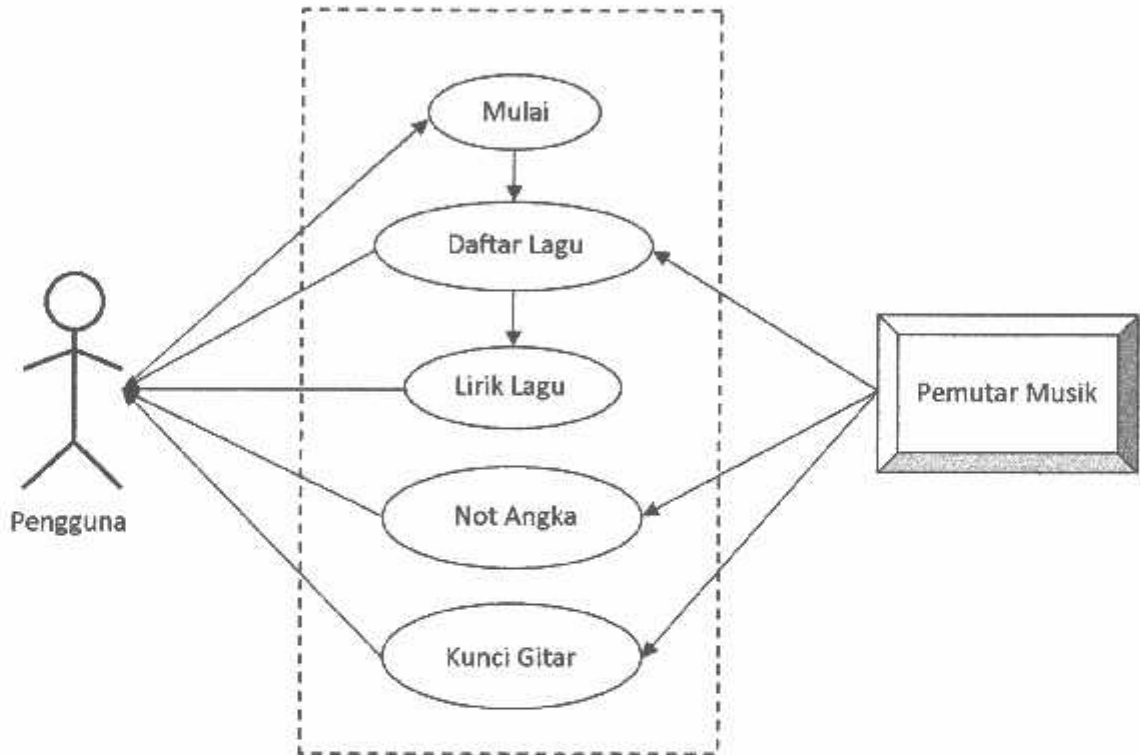 Mulai
Daftar Lagu
Lirik Lagu
Pemutar Musik
Not Angka
Pengguna
Kunci Gitar